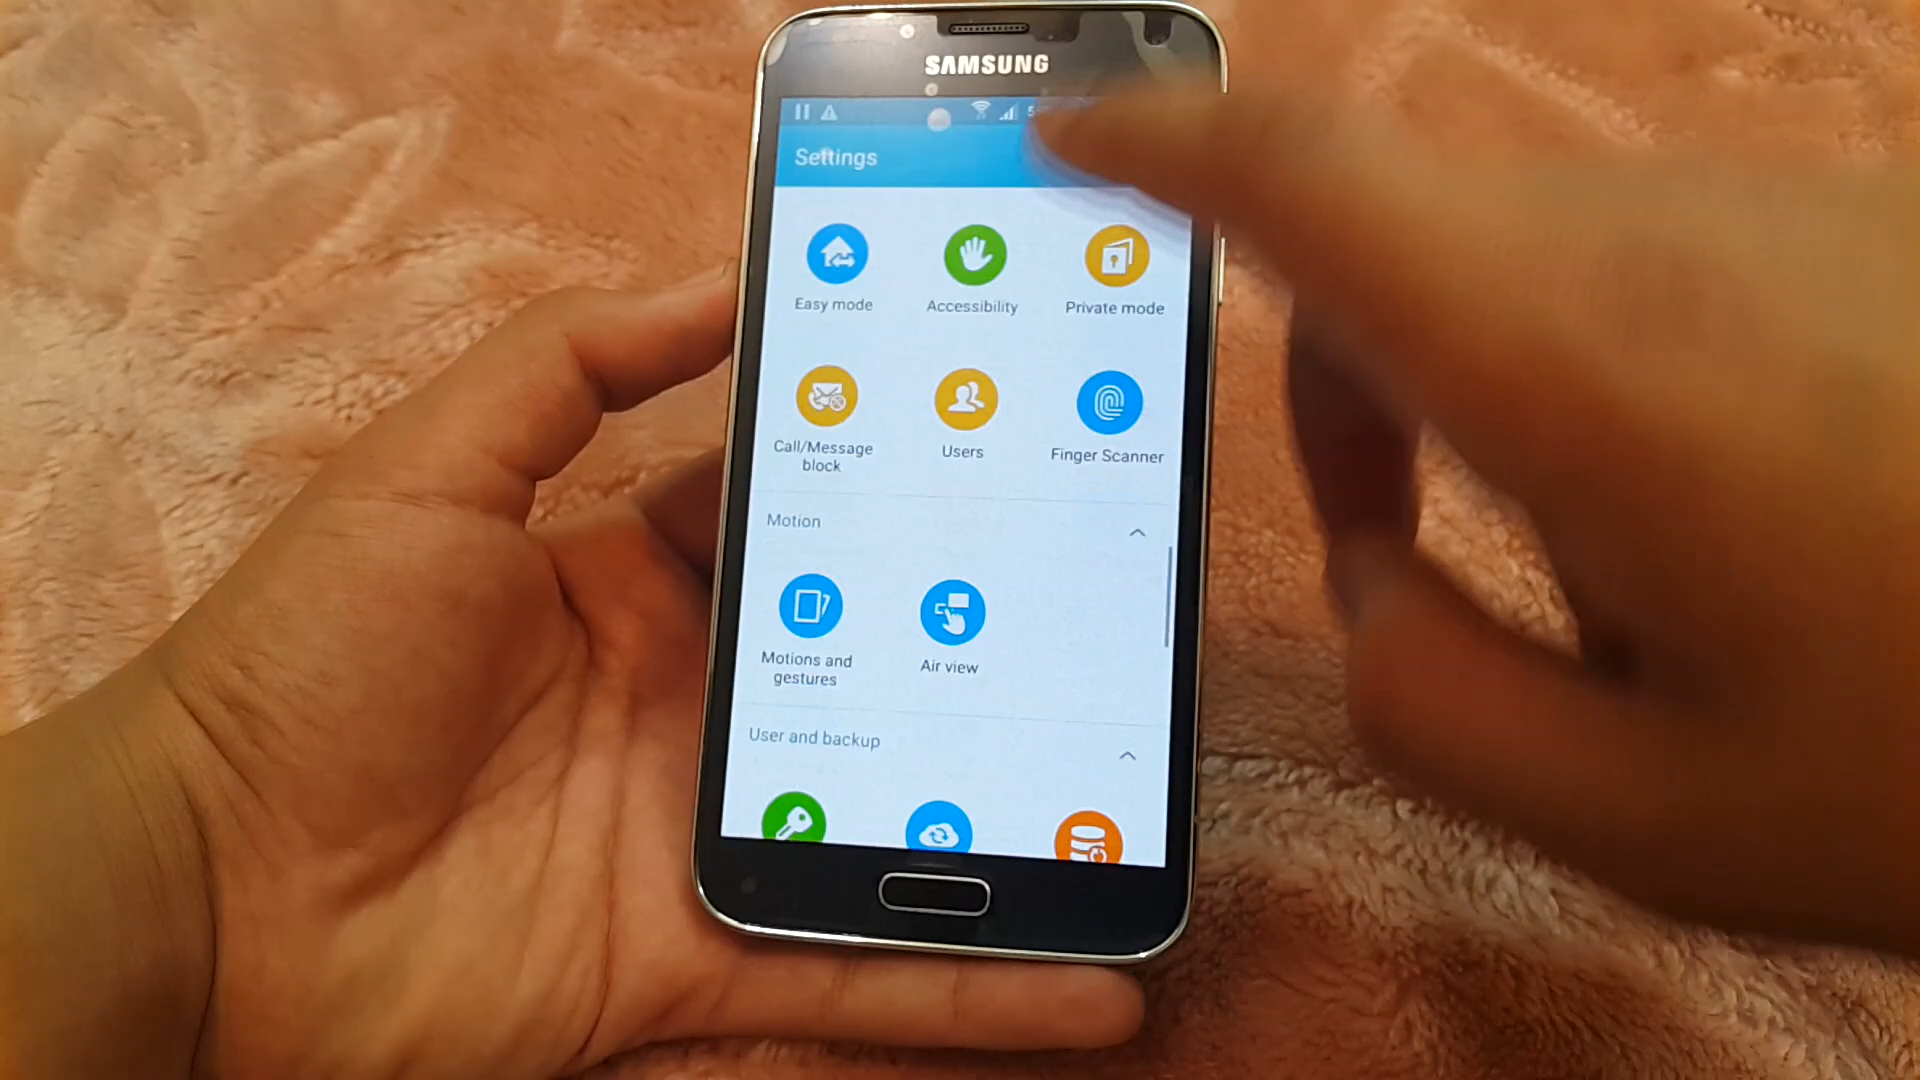 SAMSUNG
Settings
Easy mode
Accessibility
Private mode
Call/Message
block
Users
Finger Scanner
Motion
Motions and
gestures
Air view
User and backup